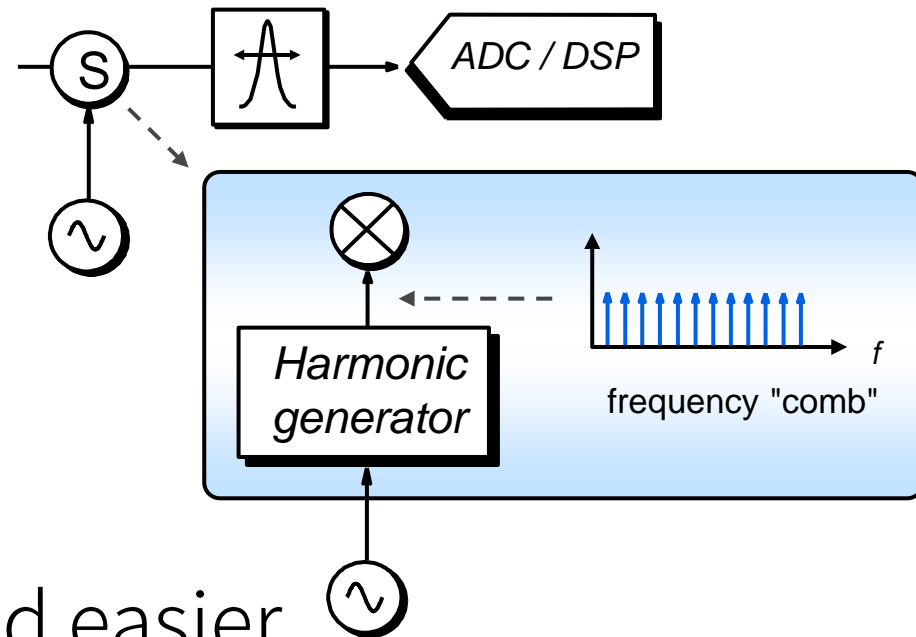 S
ADC / DSP
Harmonic
generator
f
frequency "comb"
d easier